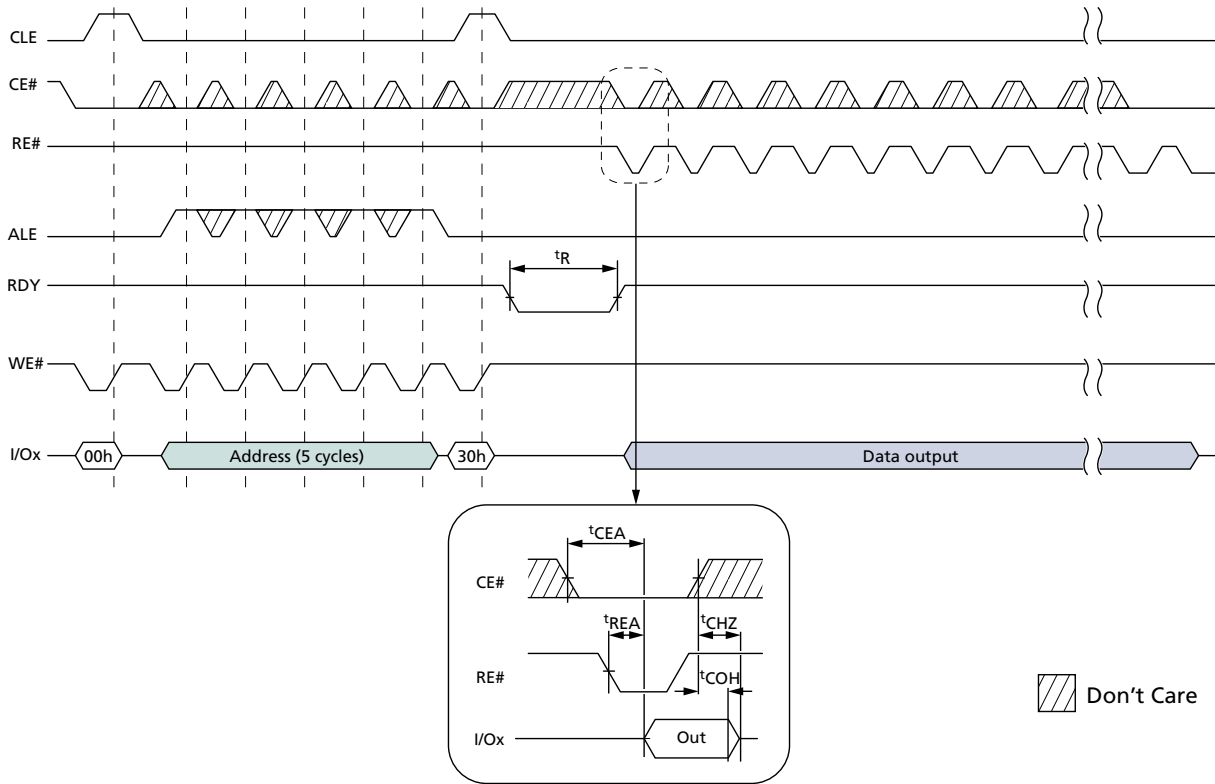 CLE
CE#
RE#
ALE
tR
RDY
WE#
I/Ox
00h
Address (5 cycles)
30h
Data output
tCEA
CE#
tREA
tCHZ
RE#
tCOH
I/Ox
Out
Don't Care